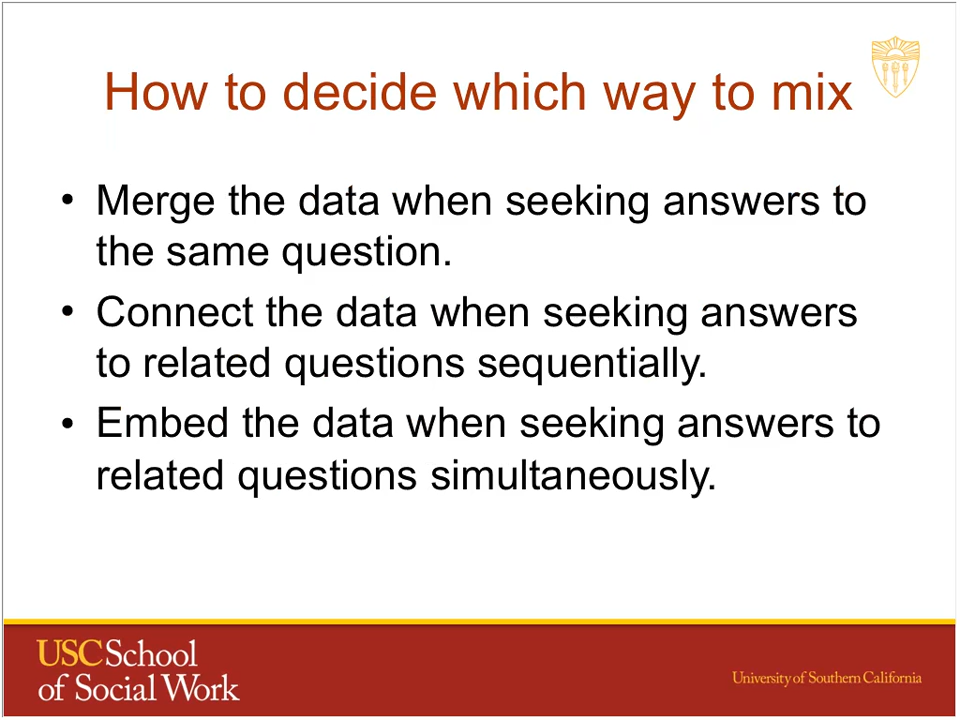 How to decide which way to mix
• Merge the data when seeking answers to
the same question.
• Connect the data when seeking answers
to related questions sequentially.
• Embed the data when seeking answers to
related questions simultaneously.
USC School
of Social Work
University of Southern California